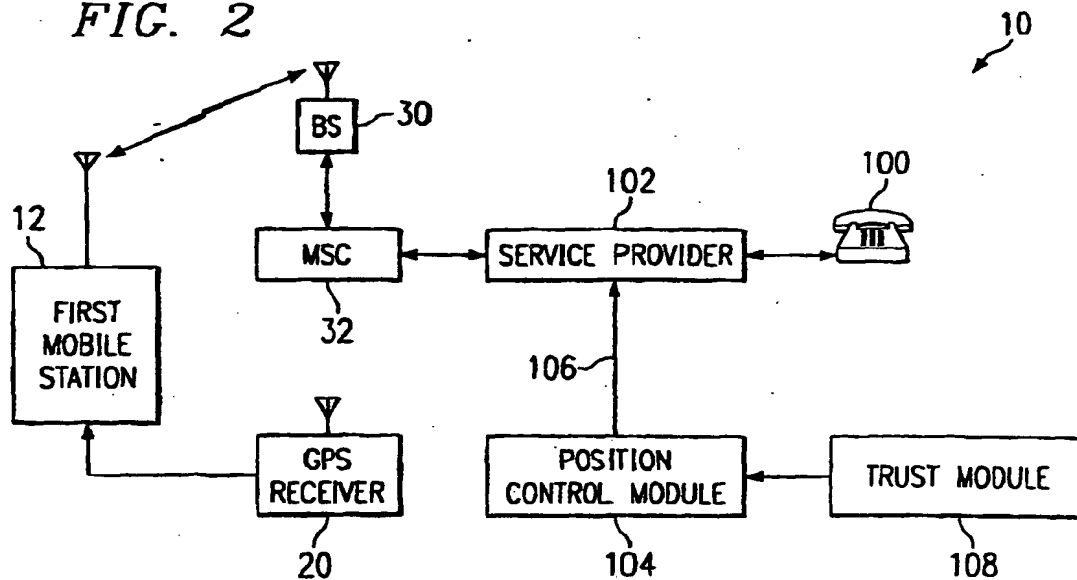 FIG. 2
10
BS
30
12
100
102
MSC
SERVICE PROVIDER
32
FIRST
MOBILE
STATION
106
GPS
RECEIVER
POSITION
CONTROL MODULE
TRUST MODULE
20
104
108